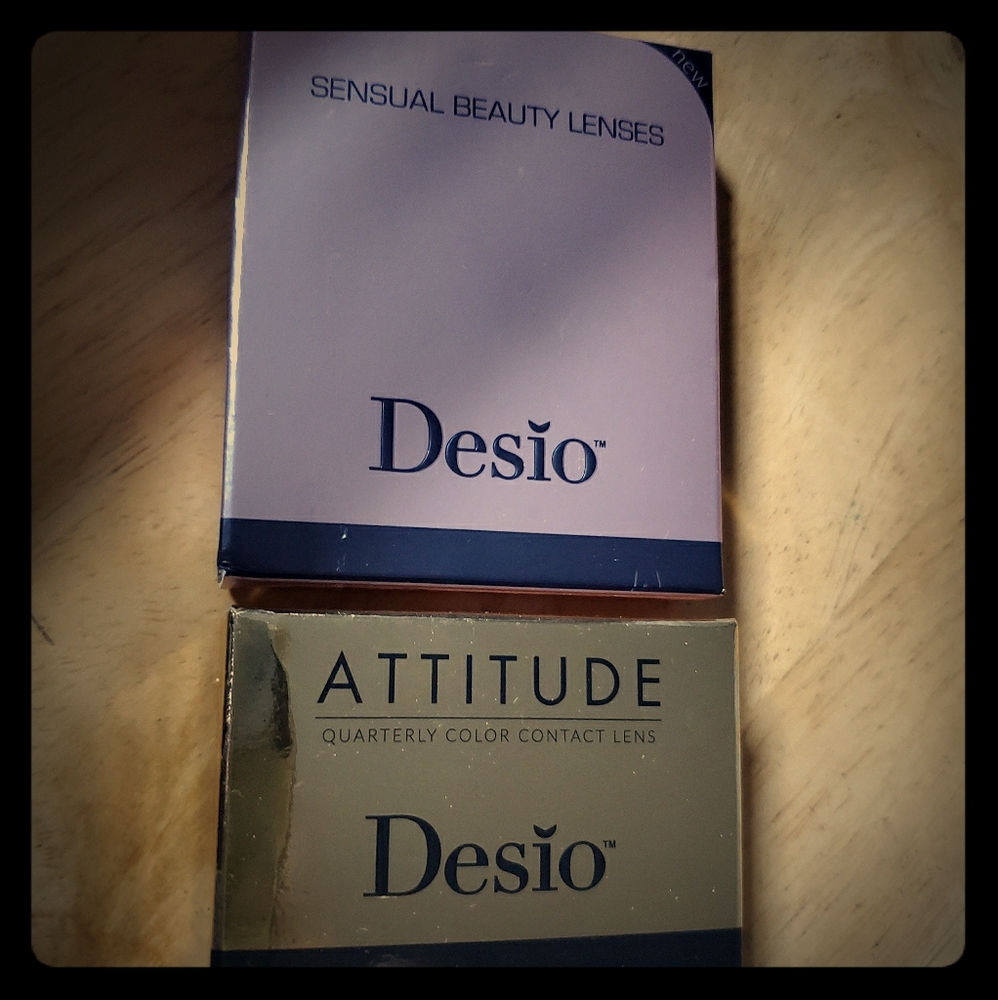 new
SENSUAL BEAUTY LENSES
Desio™
ATTITUDE
QUARTERLY COLOR CONTACT LENS
Desio™